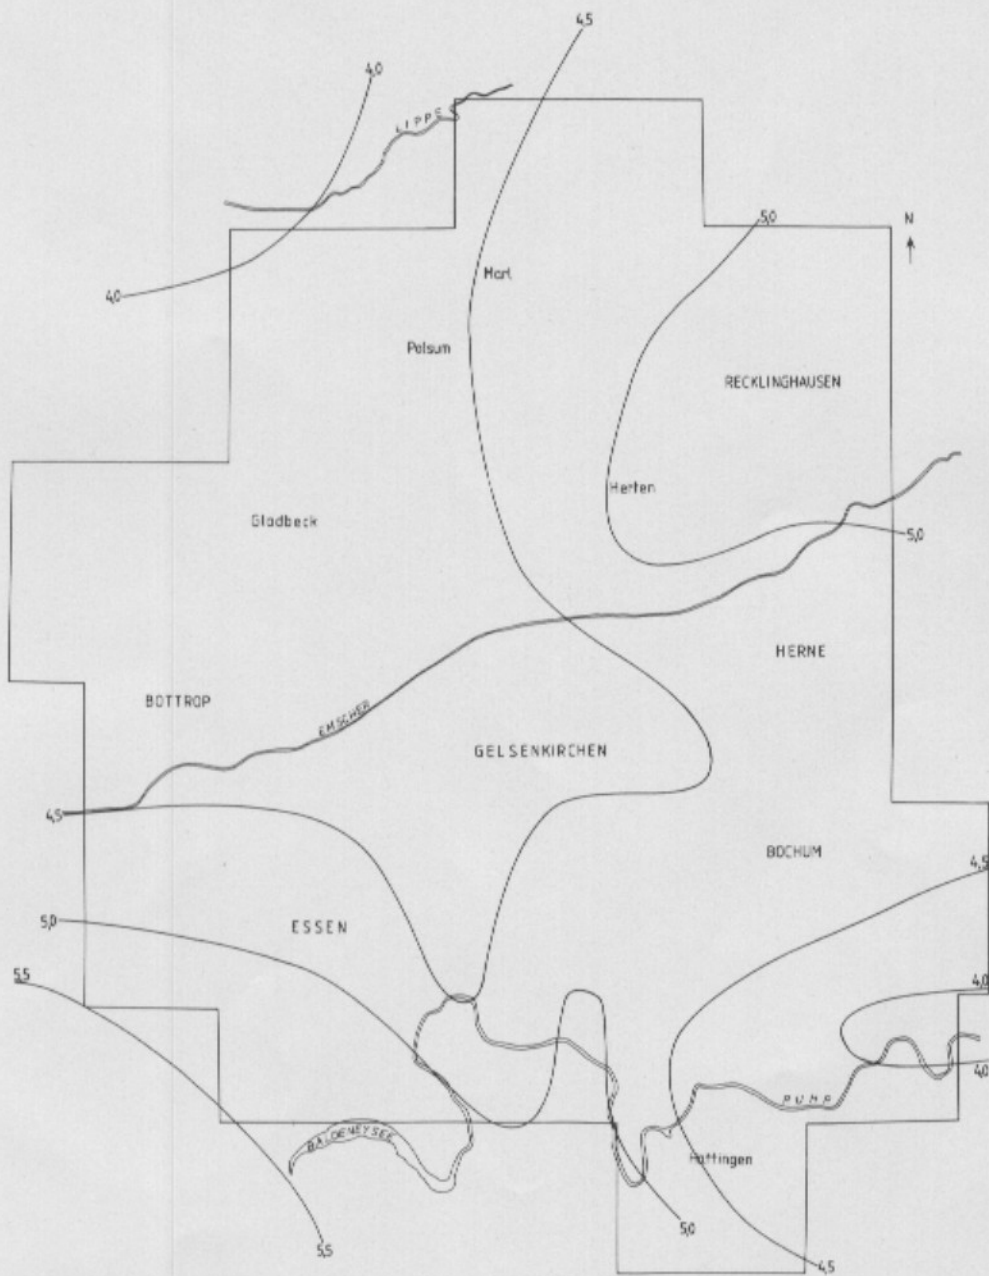 4,5
4,0
LIPPE
5,0
N
Marl
4,0
Polsum
RECKLINGHAUSEN
Herten
Gladbeck
5,0
HERNE
BOTTROP
EMSCHER
GELSENKIRCHEN
4,5
BOCHUM
4,5
5,0
ESSEN
5,5
4,0
4,0
RUHR
BALDENEYSEE
Hattingen
5,0
5,5
4,5